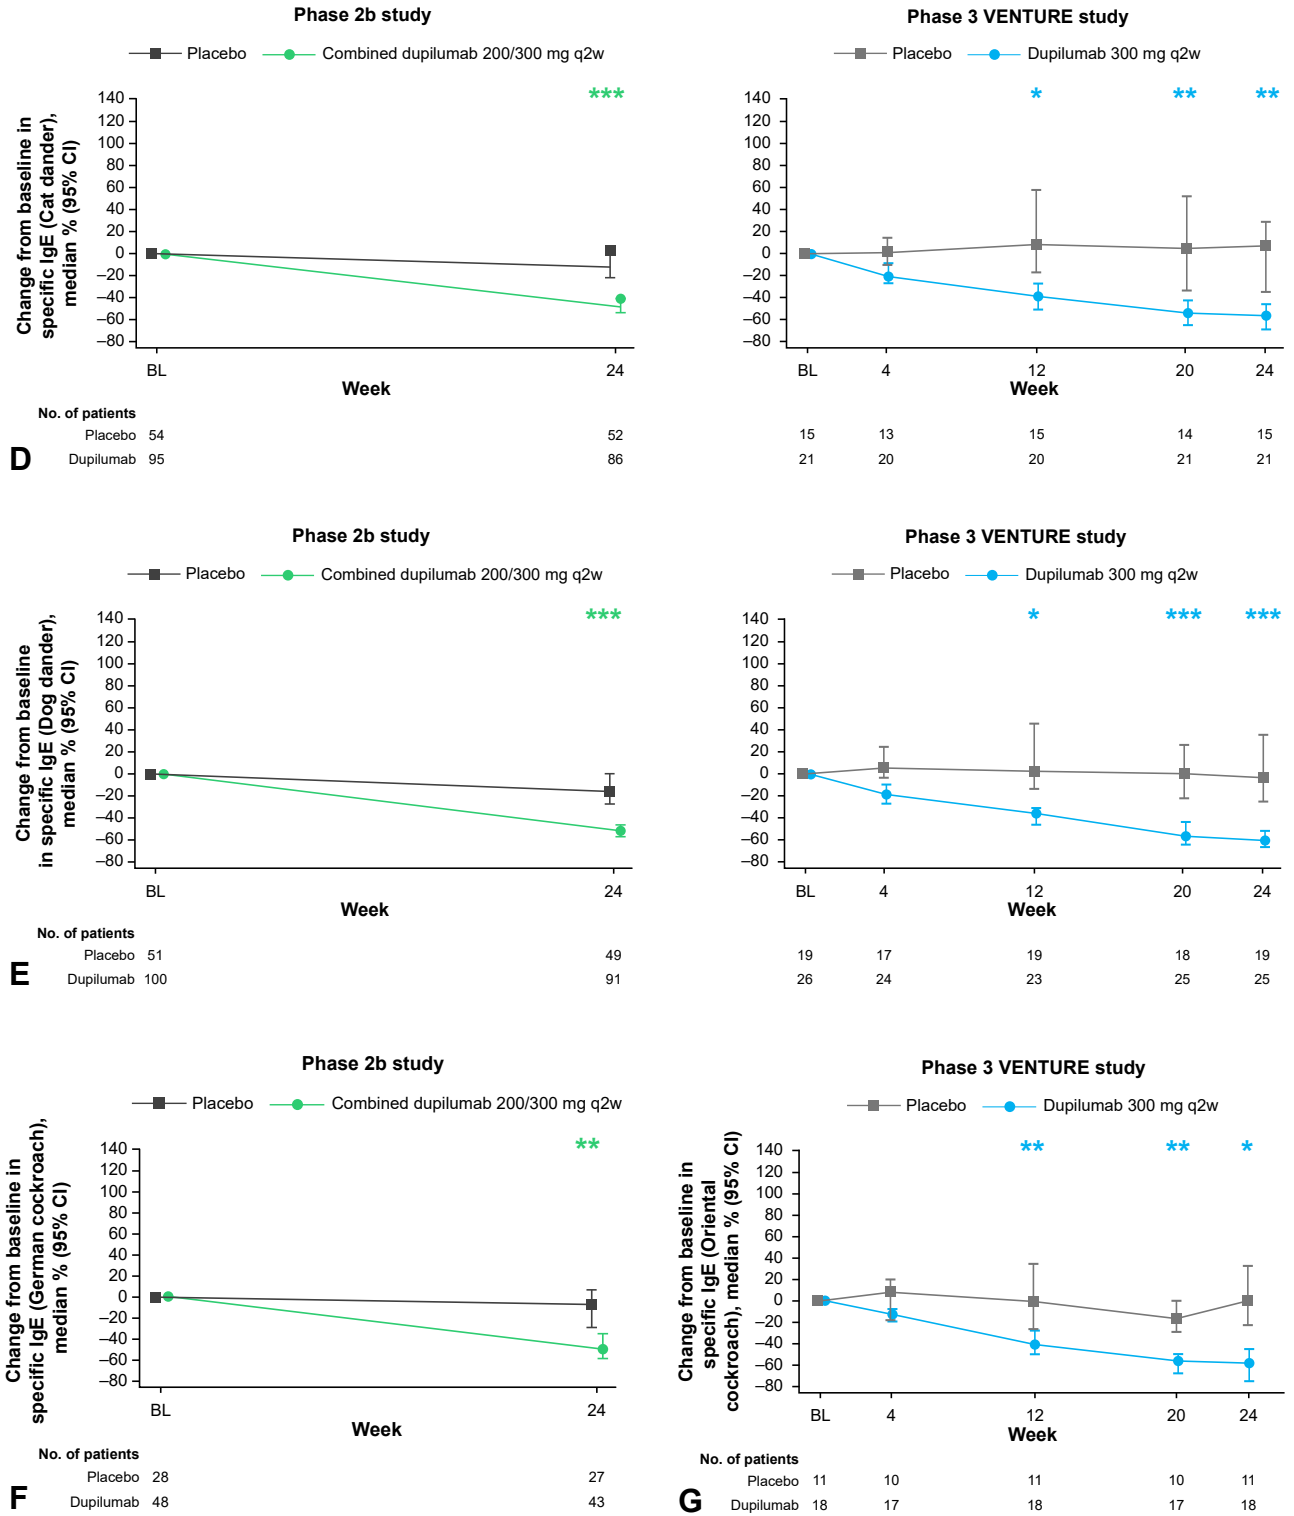 Phase 2b study
Placebo
Combined dupilumab 200/300 mg q2w
***
Change from baseline in
specific IgE (Cat dander),
median % (95% CI)
140
120
100
80
60
40
20
0
–20
–40
–60
–80
BL
24
Week
No. of patients
Placebo 54 52
Dupilumab 95 86
D
Phase 3 VENTURE study
Placebo
Dupilumab 300 mg q2w
* ** **
140
120
100
80
60
40
20
0
–20
–40
–60
–80
BL 4 12 20 24
Week
15 13 15 14 15
21 20 20 21 21
Phase 2b study
Placebo
Combined dupilumab 200/300 mg q2w
***
Change from baseline
in specific IgE (Dog dander),
median % (95% CI)
140
120
100
80
60
40
20
0
–20
–40
–60
–80
BL
24
Week
No. of patients
Placebo 51 49
Dupilumab 100 91
E
Phase 3 VENTURE study
Placebo
Dupilumab 300 mg q2w
* *** ***
140
120
100
80
60
40
20
0
–20
–40
–60
–80
BL 4 12 20 24
Week
19 17 19 18 19
26 24 23 25 25
Phase 2b study
Placebo
Combined dupilumab 200/300 mg q2w
**
Change from baseline in
specific IgE (German cockroach),
median % (95% CI)
140
120
100
80
60
40
20
0
–20
–40
–60
–80
BL
24
Week
No. of patients
Placebo 28 27
Dupilumab 48 43
F
Phase 3 VENTURE study
Placebo
Dupilumab 300 mg q2w
** ** *
Change from baseline in
specific IgE (Oriental
cockroach), median % (95% CI)
140
120
100
80
60
40
20
0
–20
–40
–60
–80
BL 4 12 20 24
Week
No. of patients
Placebo 11 10 11 10 11
Dupilumab 18 17 18 17 18
G